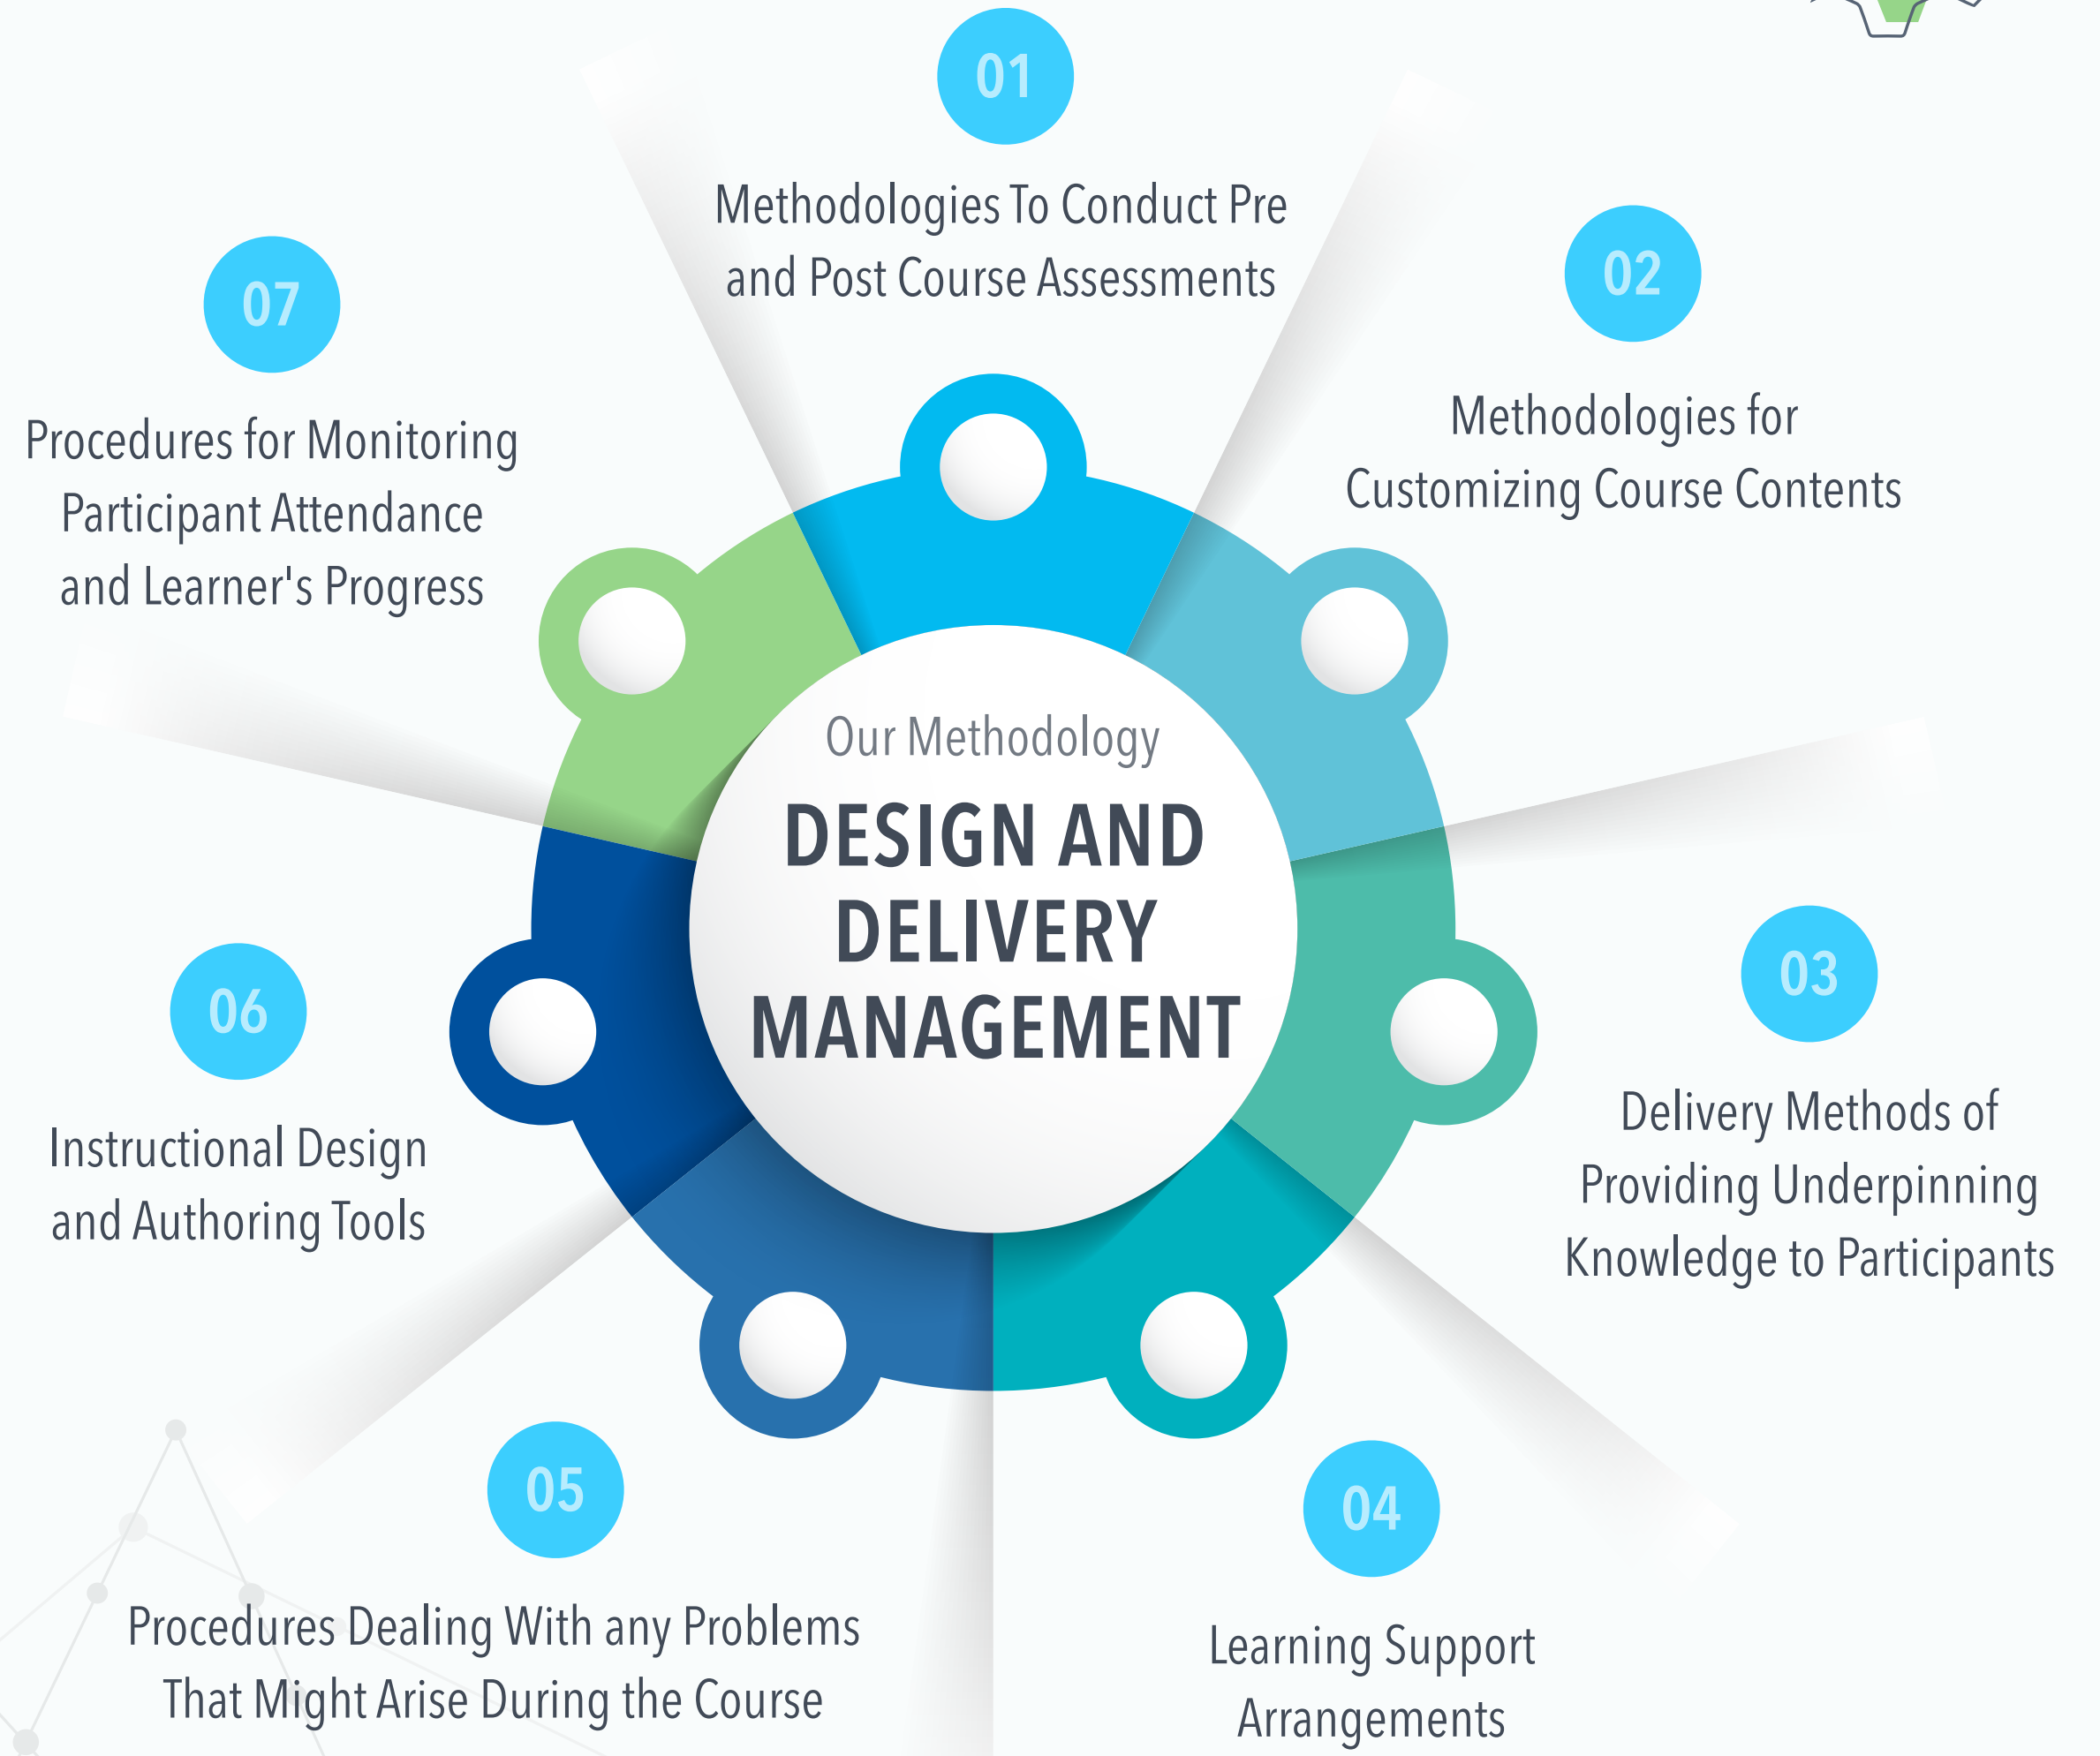 01
Methodologies To Conduct Pre
and Post Course Assessments
02
Methodologies for
Customizing Course Contents
03
Delivery Methods of
Providing Underpinning
Knowledge to Participants
04
Learning Support
Arrangements
05
Procedures Dealing With any Problems
That Might Arise During the Course
06
Instructional Design
and Authoring Tools
07
Procedures for Monitoring
Participant Attendance
and Learner's Progress
Our Methodology
DESIGN AND
DELIVERY
MANAGEMENT